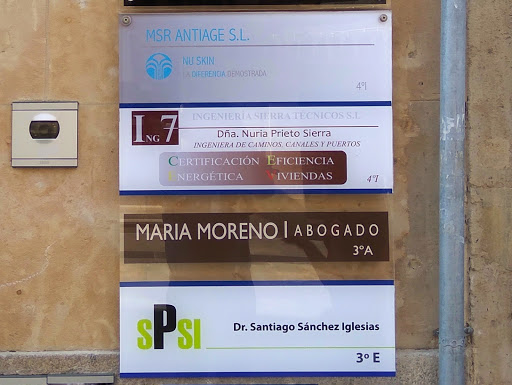 MSR ANTIAGE S.L.
NU SKIN
LA DIFERENCIA DEMOSTRADA
4ºI
ING 7
INGENIERÍA SIERRA TECNICOS S.L
Dña. Nuria Prieto Sierra
INGENIERA DE CAMINOS, CANALES Y PUERTOS
CERTIFICACIÓN EFICIENCIA
ENERGÉTICA VIVIENDAS
4ºI
MARIA MORENO | ABOGADO
3ºA
SPSI
Dr. Santiago Sánchez Iglesias
3º E